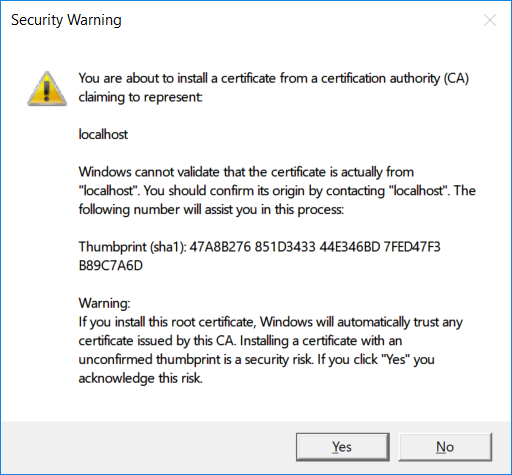 Security Warning
You are about to install a certificate from a certification authority (CA)
claiming to represent:
localhost
Windows cannot validate that the certificate is actually from
"localhost". You should confirm its origin by contacting "localhost". The
following number will assist you in this process:
Thumbprint (sha1): 47A8B276 851D3433 44E346BD 7FED47F3
B89C7A6D
Warning:
If you install this root certificate, Windows will automatically trust any
certificate issued by this CA. Installing a certificate with an
unconfirmed thumbprint is a security risk. If you click "Yes" you
acknowledge this risk.
Yes
No